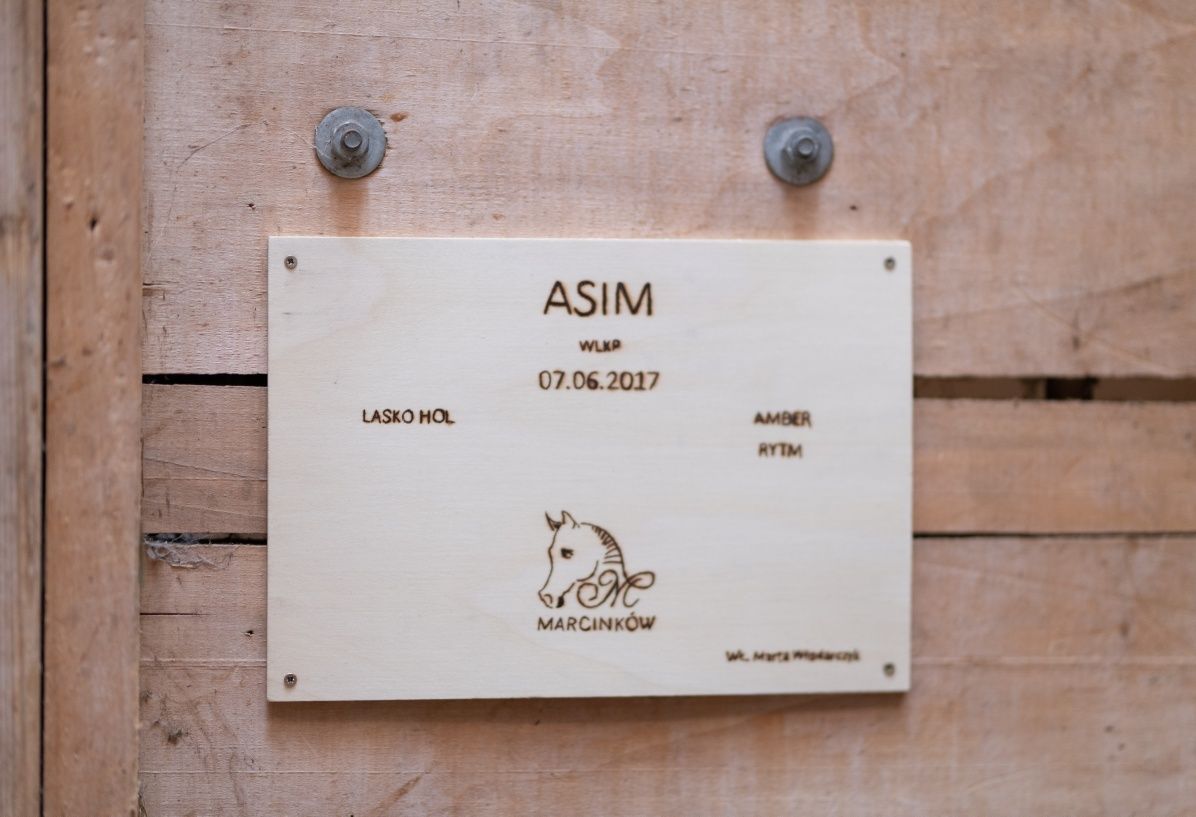 ASIM
WLKP
07.06.2017
LASKO HOL
AMBER
RYTM
M
MARCINKÓW
Wł. Marta Włodarczyk